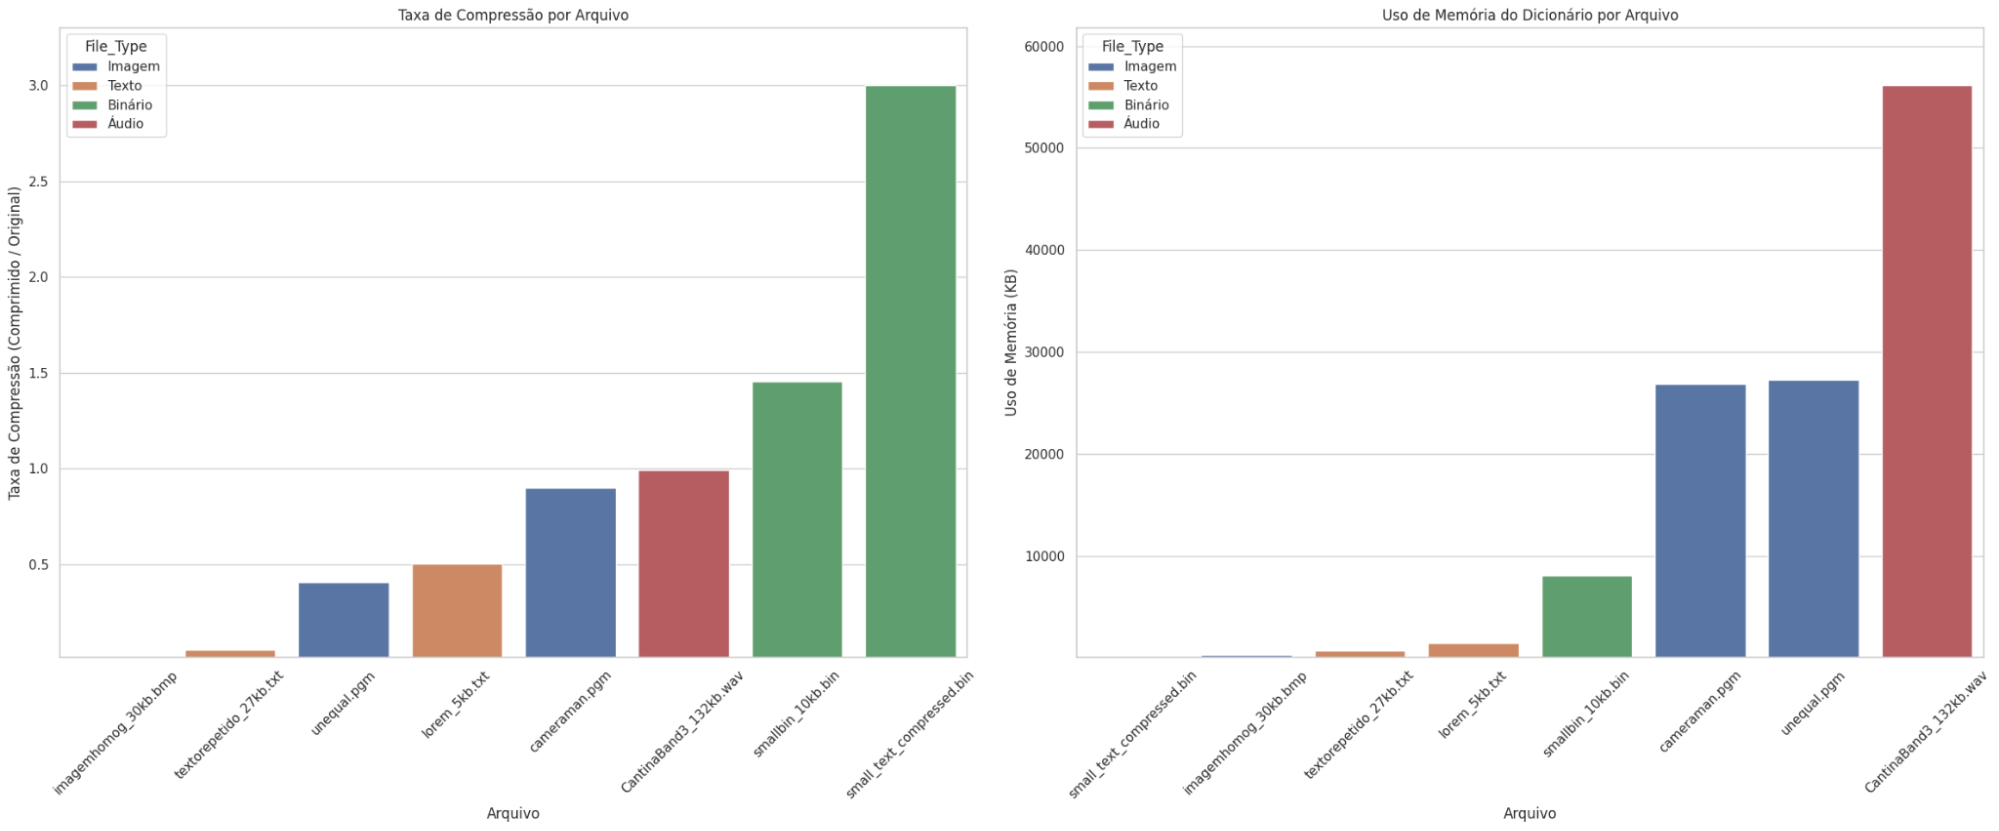 Taxa de Compressão por Arquivo
File_Type
Imagem
Texto
Binário
Áudio
Taxa de Compressão (Comprimido / Original)
3.0
2.5
2.0
1.5
1.0
0.5
imagemhomog_30kb.bmp
textorepetido_27kb.txt
unequal.pgm
lorem_5kb.txt
cameraman.pgm
CantinaBand3_132kb.wav
smallbin_10kb.bin
small_text_compressed.bin
Arquivo
Uso de Memória do Dicionário por Arquivo
File_Type
Imagem
Texto
Binário
Áudio
Uso de Memória (KB)
60000
50000
40000
30000
20000
10000
small_text_compressed.bin
imagemhomog_30kb.bmp
textorepetido_27kb.txt
lorem_5kb.txt
smallbin_10kb.bin
cameraman.pgm
unequal.pgm
CantinaBand3_132kb.wav
Arquivo